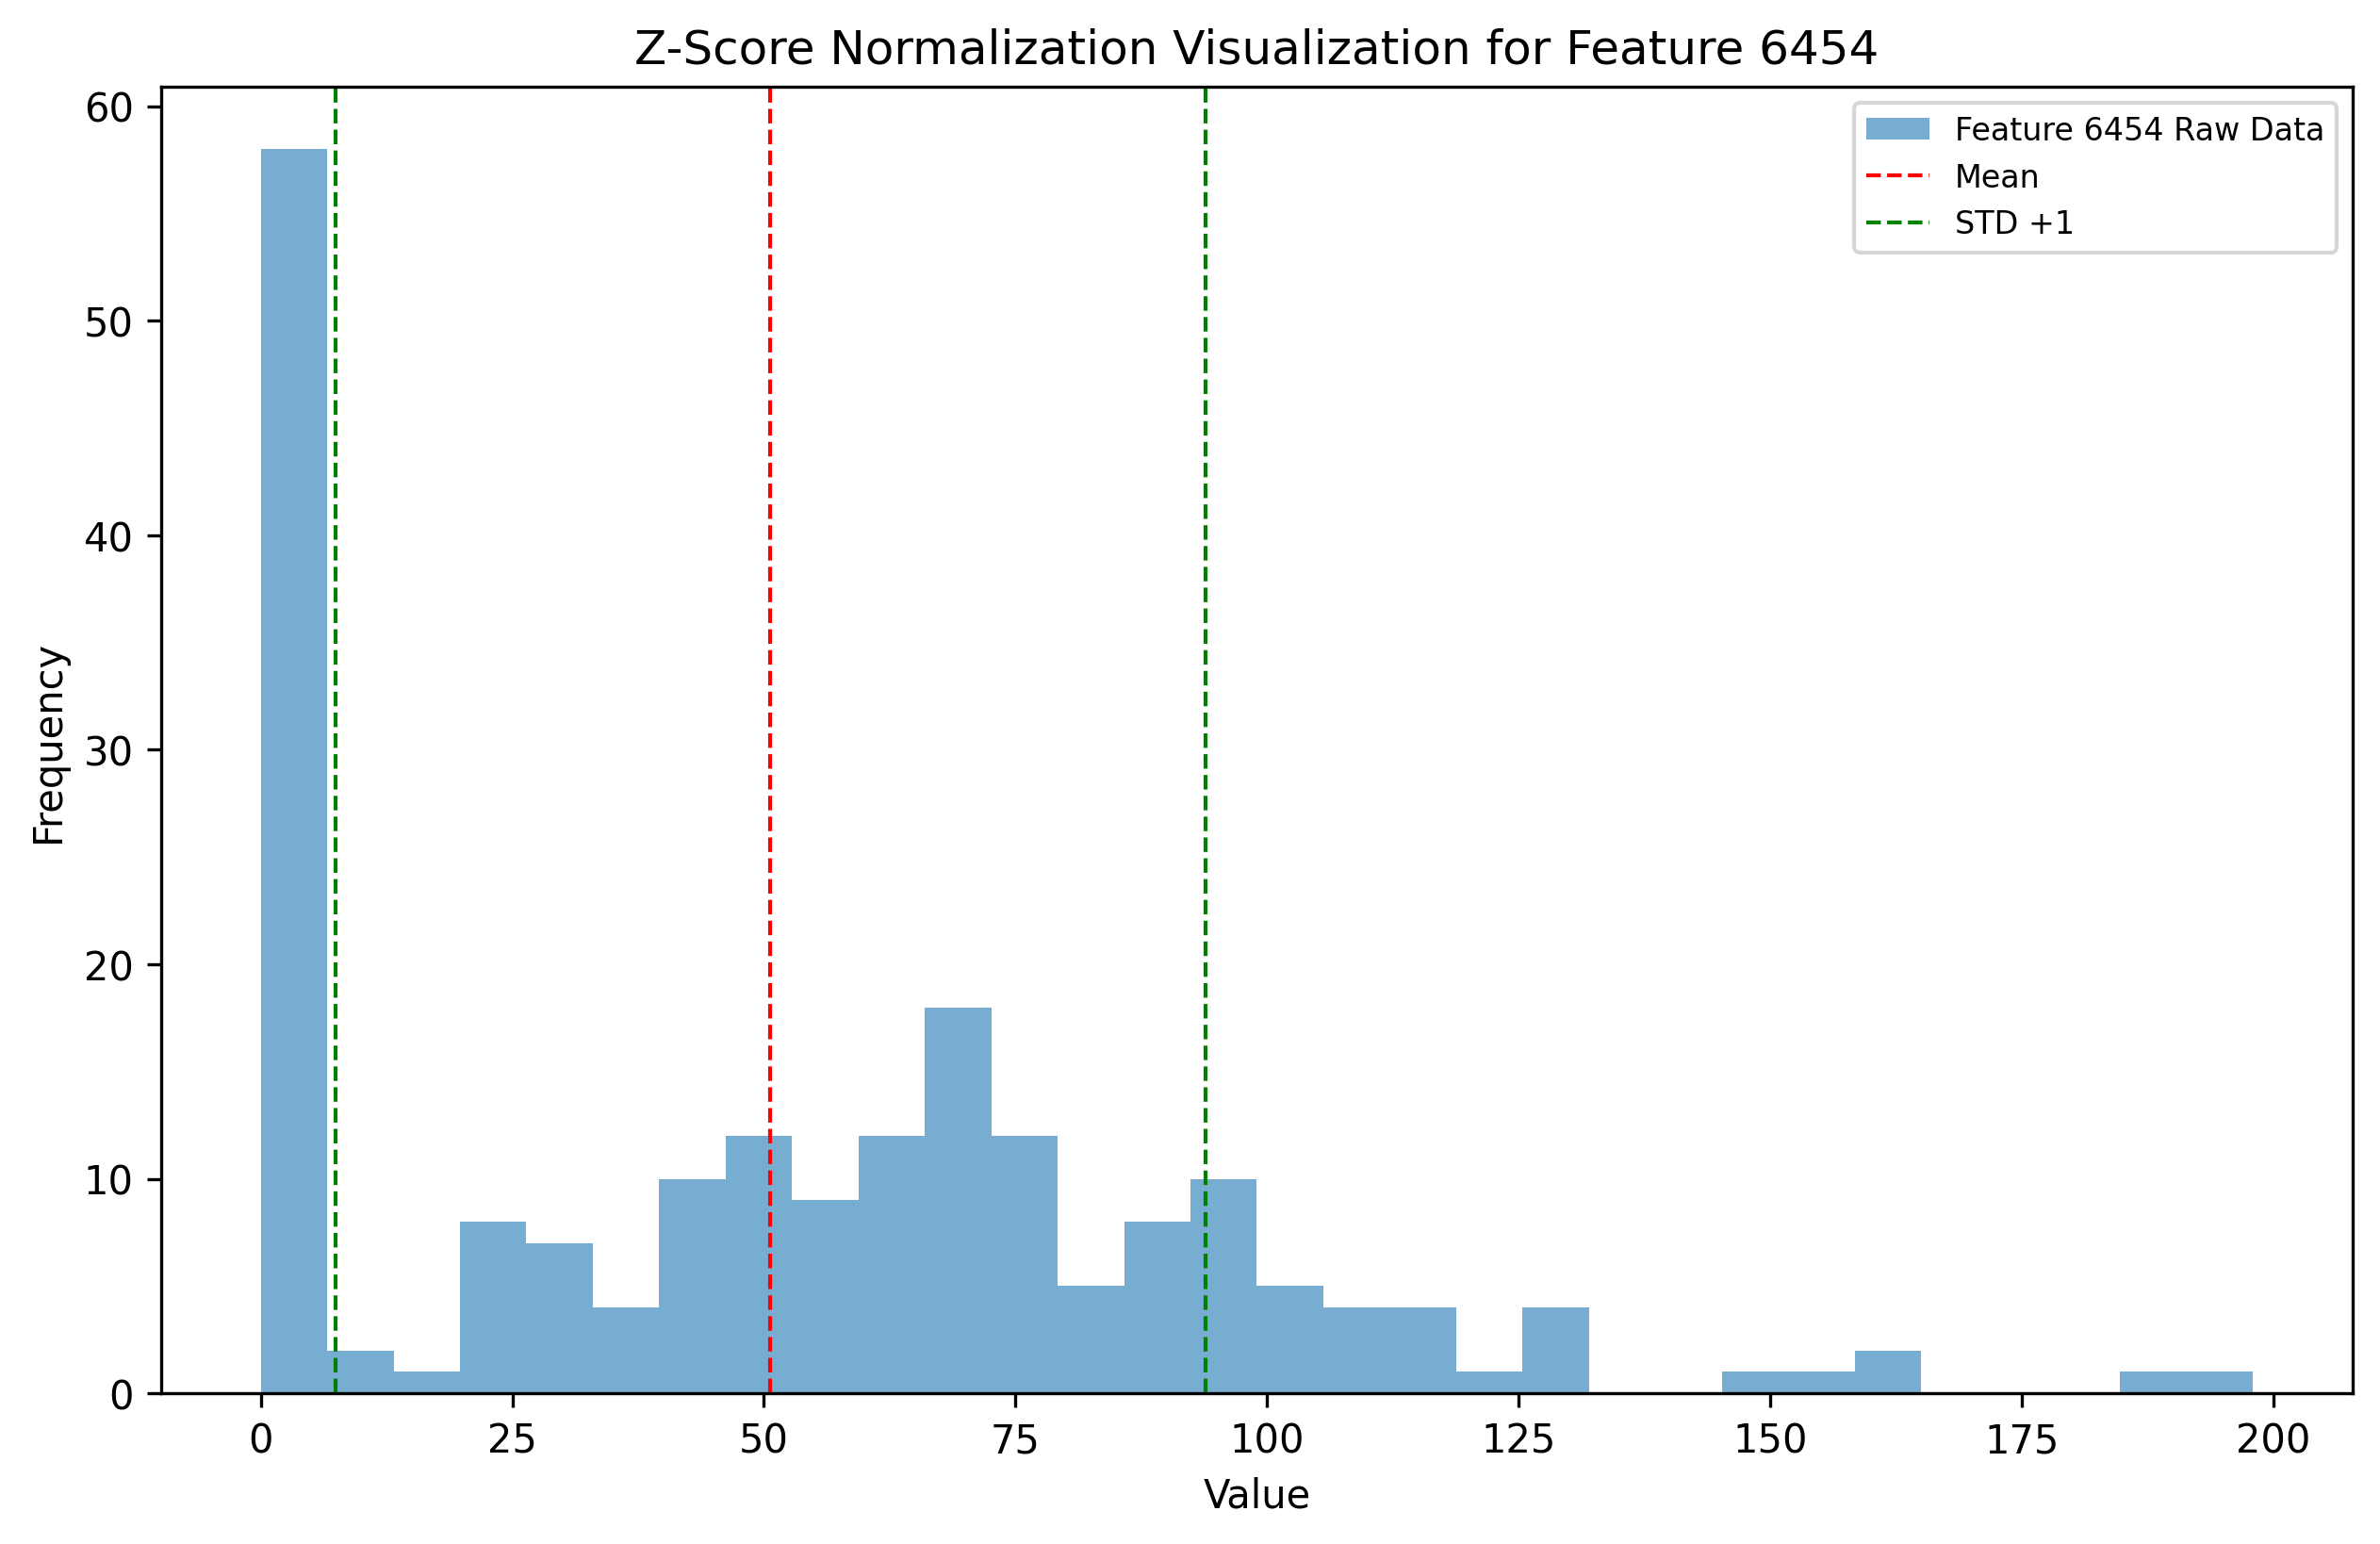 Z-Score Normalization Visualization for Feature 6454
Feature 6454 Raw Data
Mean
STD +1
60
50
40
30
20
10
0
Frequency
0 25 50 75 100 125 150 175 200
Value